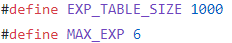 #define EXP_TABLE_SIZE 1000
#define MAX_EXP 6